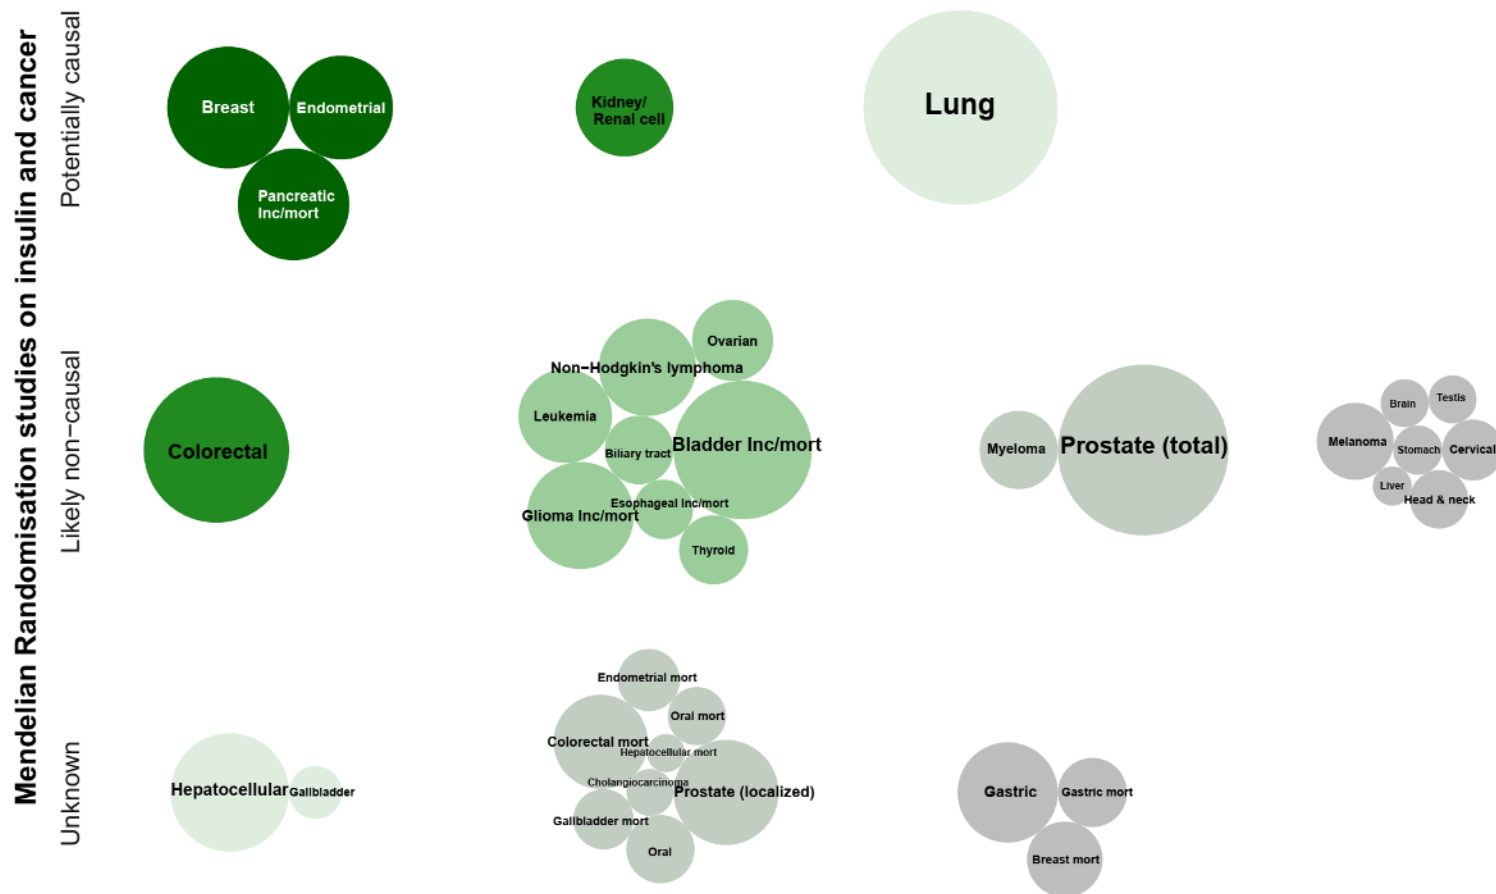 Mendelian Randomisation studies on insulin and cancer
Potentially causal
Breast
Endometrial
Pancreatic
Inc/mort
Kidney/
Renal cell
Lung
Likely non−causal
Colorectal
Ovarian
Non−Hodgkin's lymphoma
Leukemia
Bladder Inc/mort
Biliary tract
Esophageal Inc/mort
Glioma Inc/mort
Thyroid
Myeloma
Prostate (total)
Brain
Testis
Melanoma
Stomach
Cervical
Liver
Head & neck
Unknown
Hepatocellular
Gallbladder
Endometrial mort
Oral mort
Colorectal mort
Hepatocellular mort
Cholangiocarcinoma
Prostate (localized)
Gallbladder mort
Oral
Gastric
Gastric mort
Breast mort